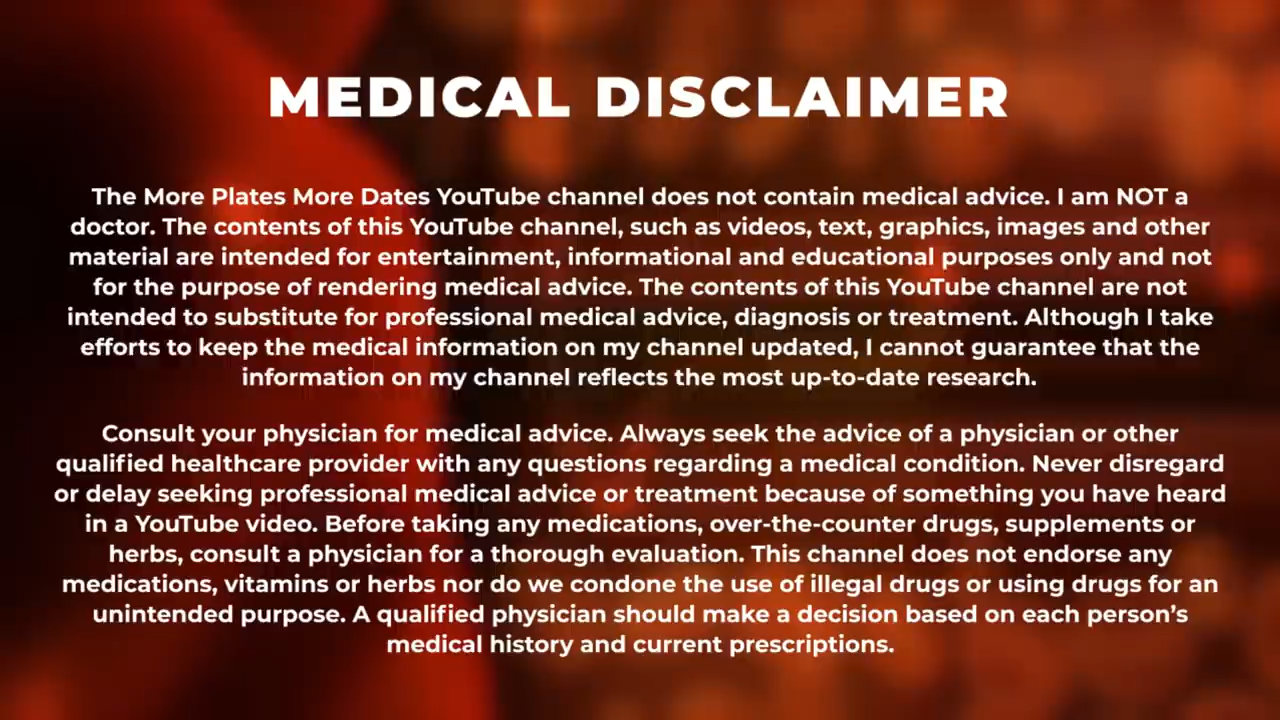 MEDICAL DISCLAIMER
The More Plates More Dates YouTube channel does not contain medical advice. I am NOT a
doctor. The contents of this YouTube channel, such as videos, text, graphics, images and other
material are intended for entertainment, informational and educational purposes only and not
for the purpose of rendering medical advice. The contents of this YouTube channel are not
intended to substitute for professional medical advice, diagnosis or treatment. Although I take
efforts to keep the medical information on my channel updated, I cannot guarantee that the
information on my channel reflects the most up-to-date research.
Consult your physician for medical advice. Always seek the advice of a physician or other
qualified healthcare provider with any questions regarding a medical condition. Never disregard
or delay seeking professional medical advice or treatment because of something you have heard
in a YouTube video. Before taking any medications, over-the-counter drugs, supplements or
herbs, consult a physician for a thorough evaluation. This channel does not endorse any
medications, vitamins or herbs nor do we condone the use of illegal drugs or using drugs for an
unintended purpose. A qualified physician should make a decision based on each person’s
medical history and current prescriptions.